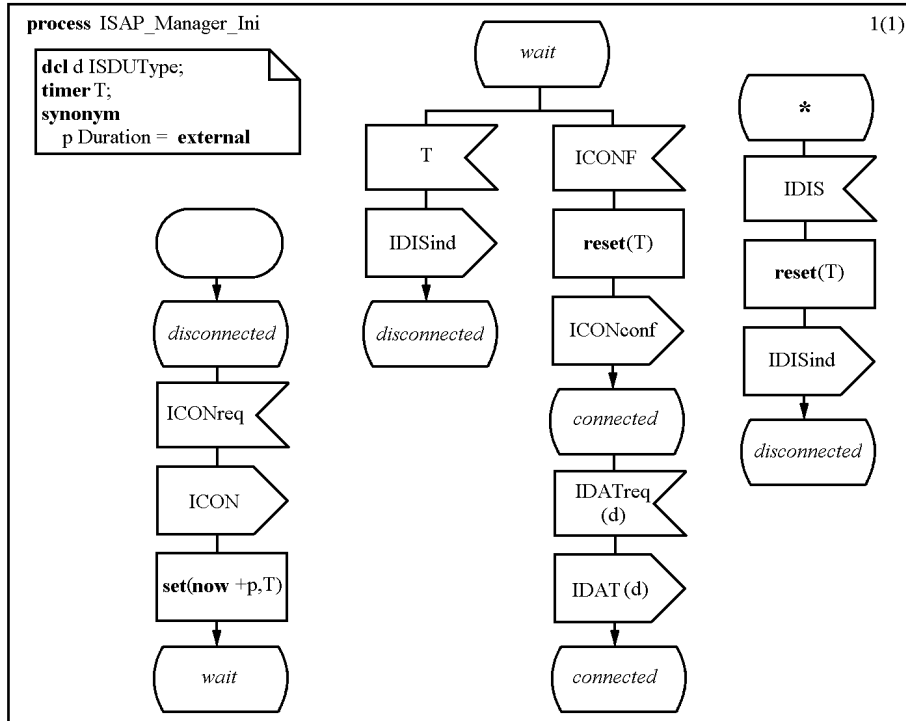 process ISAP_Manager_Ini
1(1)
dcl d ISDUType;
timer T;
synonym
p Duration = external
disconnected
ICONreq
ICON
set(now +p,T)
wait
wait
T
IDISind
disconnected
ICONF
reset(T)
ICONconf
connected
IDATreq
(d)
IDAT (d)
connected
*
IDIS
reset(T)
IDISind
disconnected